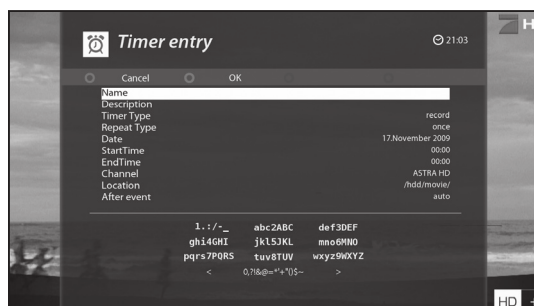 Timer entry
21:03
Cancel OK
Name
Description
Timer Type record
Repeat Type once
Date 17.November 2009
StartTime 00:00
EndTime 00:00
Channel ASTRA HD
Location /hdd/movie/
After event auto
1.:/-_ abc2ABC def3DEF
ghi4GHI jkl5JKL mno6MNO
pqrs7PQRS tuv8TUV wxyz9WXYZ
< 0,?!&@=*'+"()$~ >
H
HD